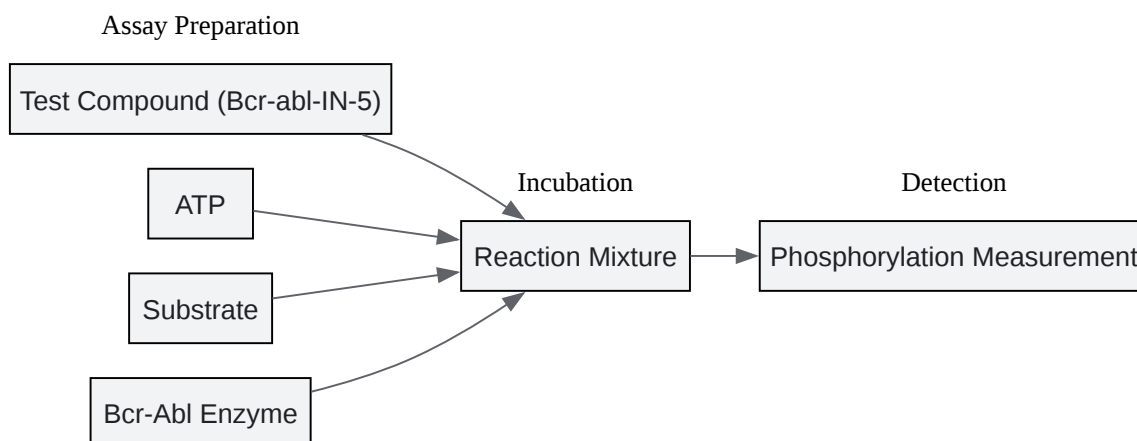 Assay Preparation
Test Compound (Bcr-abl-IN-5)
ATP
Substrate
Bcr-Abl Enzyme
Incubation
Reaction Mixture
Detection
Phosphorylation Measurement